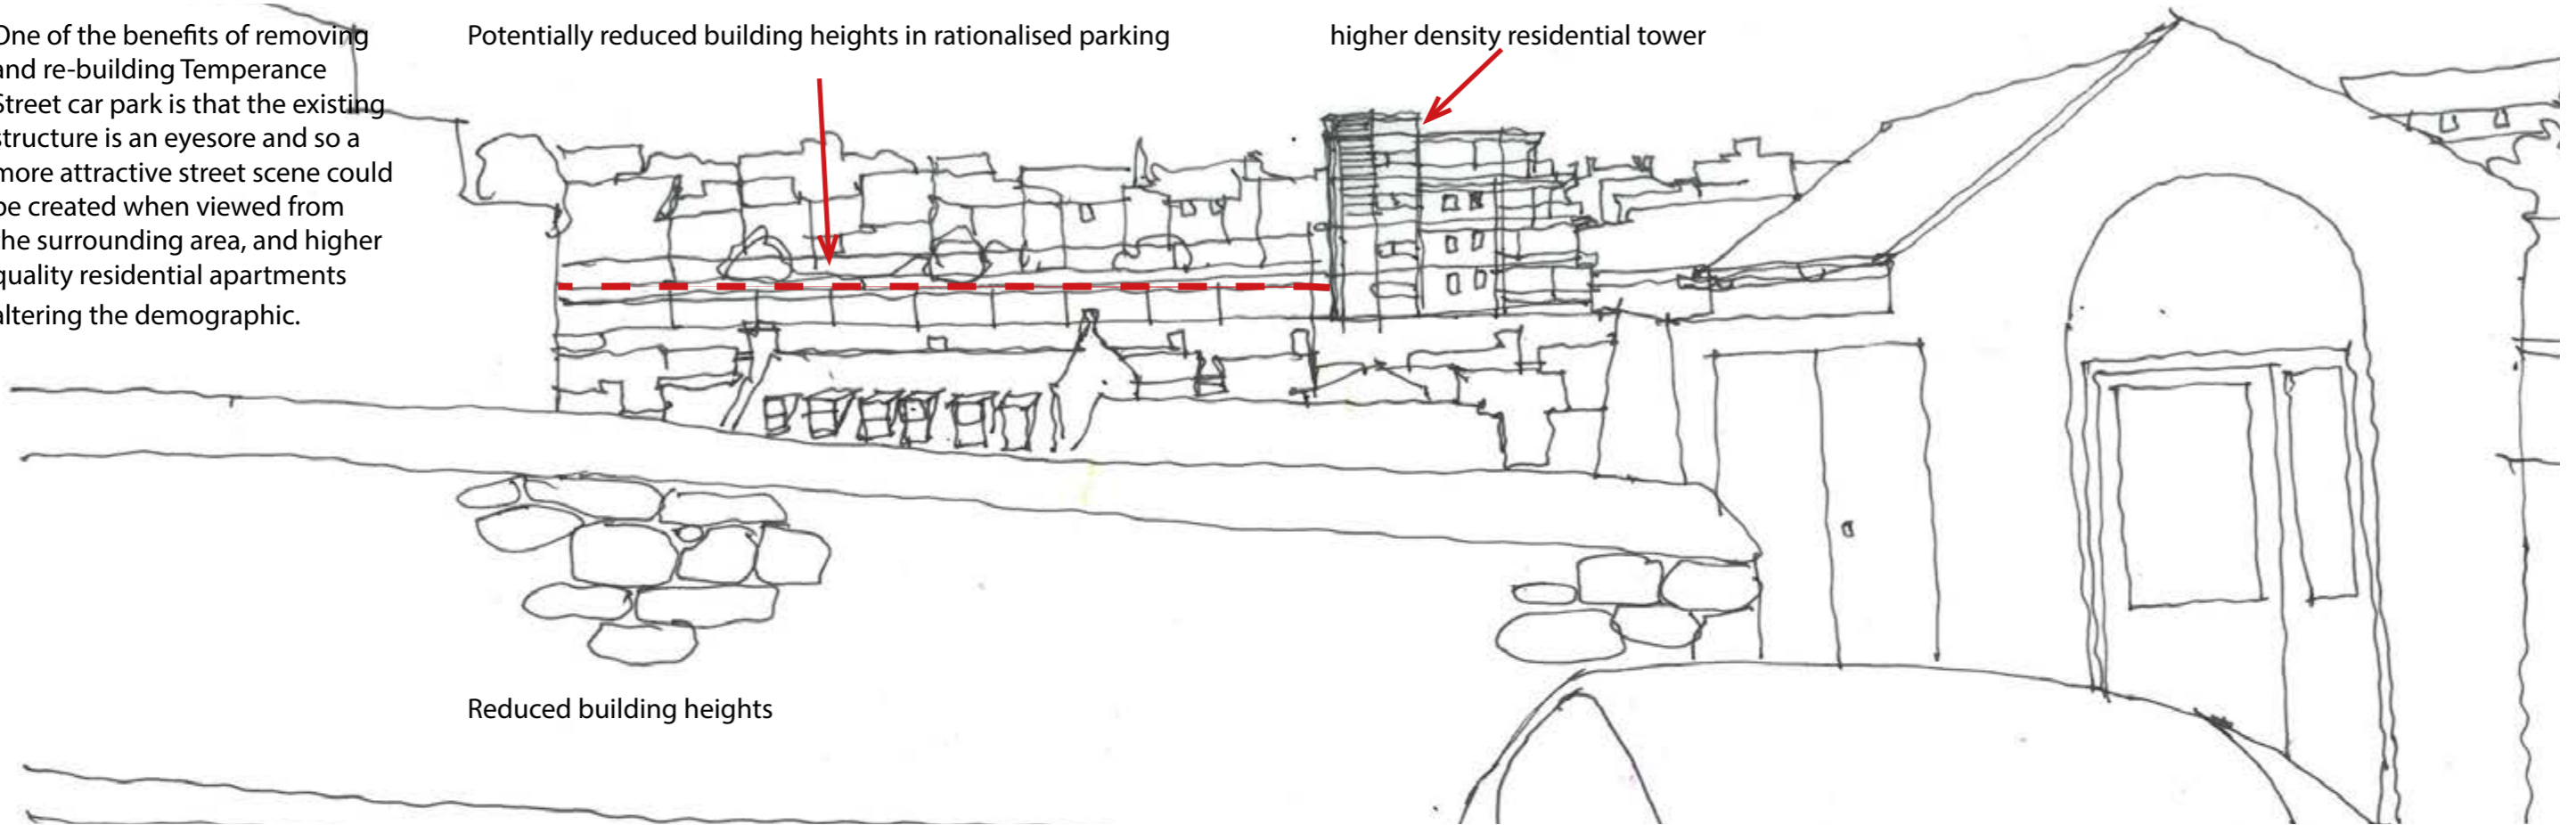 One of the benefits of removing
and re-building Temperance
Street car park is that the existing
structure is an eyesore and so a
more attractive street scene could
be created when viewed from
the surrounding area, and higher
quality residential apartments
altering the demographic.
Potentially reduced building heights in rationalised parking
higher density residential tower
Reduced building heights